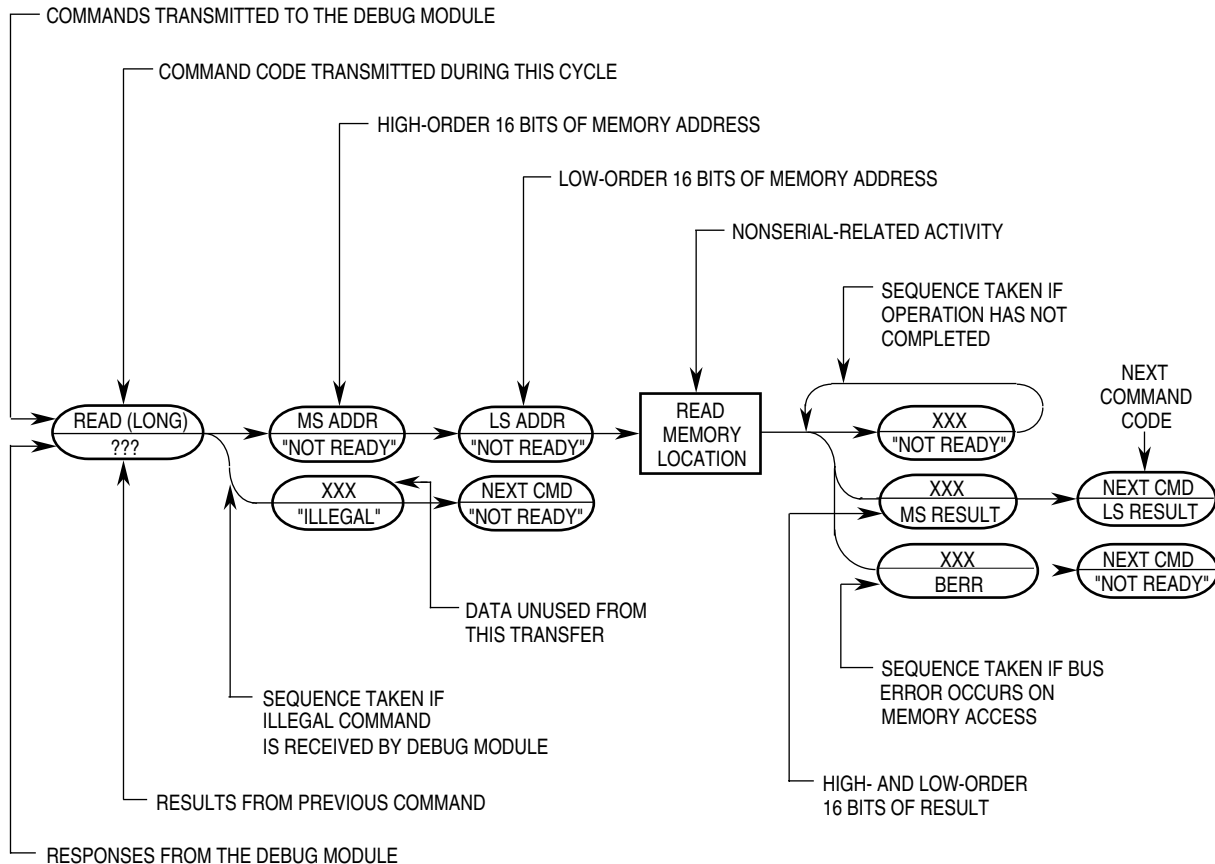 COMMANDS TRANSMITTED TO THE DEBUG MODULE
COMMAND CODE TRANSMITTED DURING THIS CYCLE
HIGH-ORDER 16 BITS OF MEMORY ADDRESS
LOW-ORDER 16 BITS OF MEMORY ADDRESS
NONSERIAL-RELATED ACTIVITY
SEQUENCE TAKEN IF
OPERATION HAS NOT
COMPLETED
NEXT
COMMAND
CODE
READ (LONG)
???
MS ADDR
"NOT READY"
LS ADDR
"NOT READY"
READ
MEMORY
LOCATION
XXX
"NOT READY"
XXX
"ILLEGAL"
NEXT CMD
"NOT READY"
XXX
MS RESULT
NEXT CMD
LS RESULT
XXX
BERR
NEXT CMD
"NOT READY"
DATA UNUSED FROM
THIS TRANSFER
SEQUENCE TAKEN IF
ILLEGAL COMMAND
IS RECEIVED BY DEBUG MODULE
SEQUENCE TAKEN IF BUS
ERROR OCCURS ON
MEMORY ACCESS
RESULTS FROM PREVIOUS COMMAND
HIGH- AND LOW-ORDER
16 BITS OF RESULT
RESPONSES FROM THE DEBUG MODULE